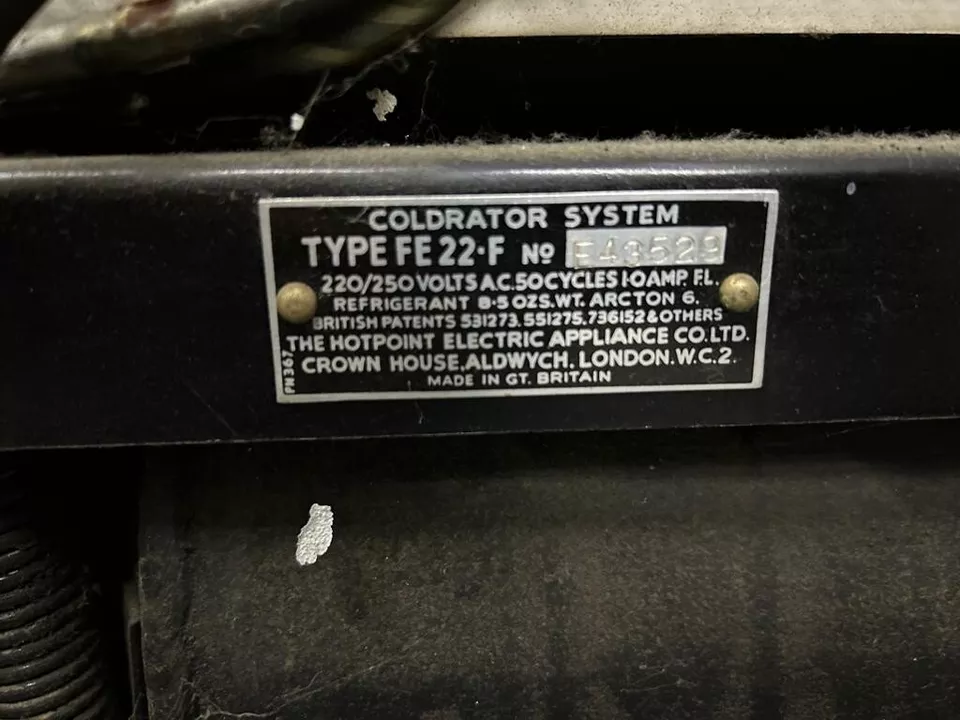 COLDRATOR SYSTEM
TYPE FE 22·F No F43529
220/250 VOLTS A.C. 50 CYCLES 1·0 AMP. F.L.
REFRIGERANT 8·5 OZS. WT. ARCTON 6.
BRITISH PATENTS 531273. 551275. 736152 & OTHERS
THE HOTPOINT ELECTRIC APPLIANCE CO. LTD.
CROWN HOUSE, ALDWYCH, LONDON. W.C.2.
MADE IN GT. BRITAIN
PN367